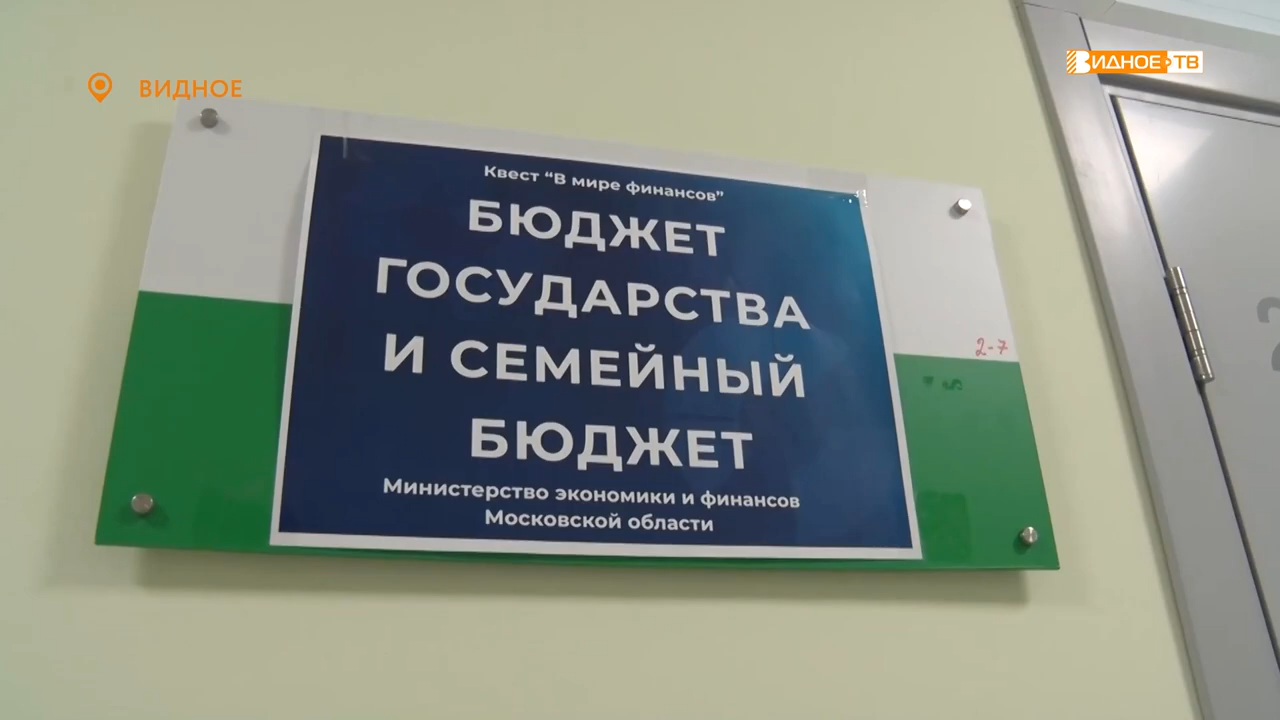 ВИДНОЕ
ВИДНОЕ ТВ
Квест “В мире финансов”
БЮДЖЕТ
ГОСУДАРСТВА
И СЕМЕЙНЫЙ
БЮДЖЕТ
Министерство экономики и финансов
Московской области
2-7